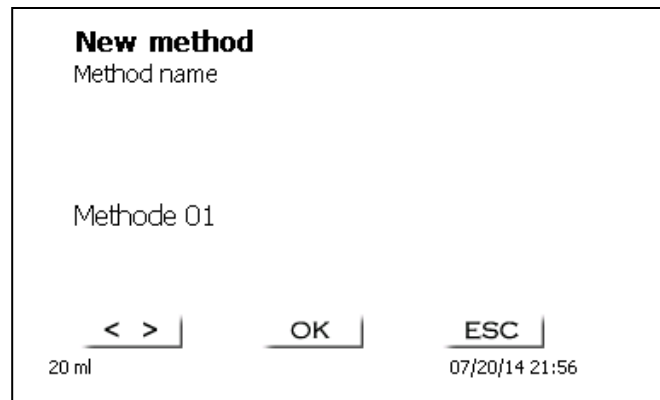 New method
Method name
Methode 01
< > OK ESC
20 ml 07/20/14 21:56